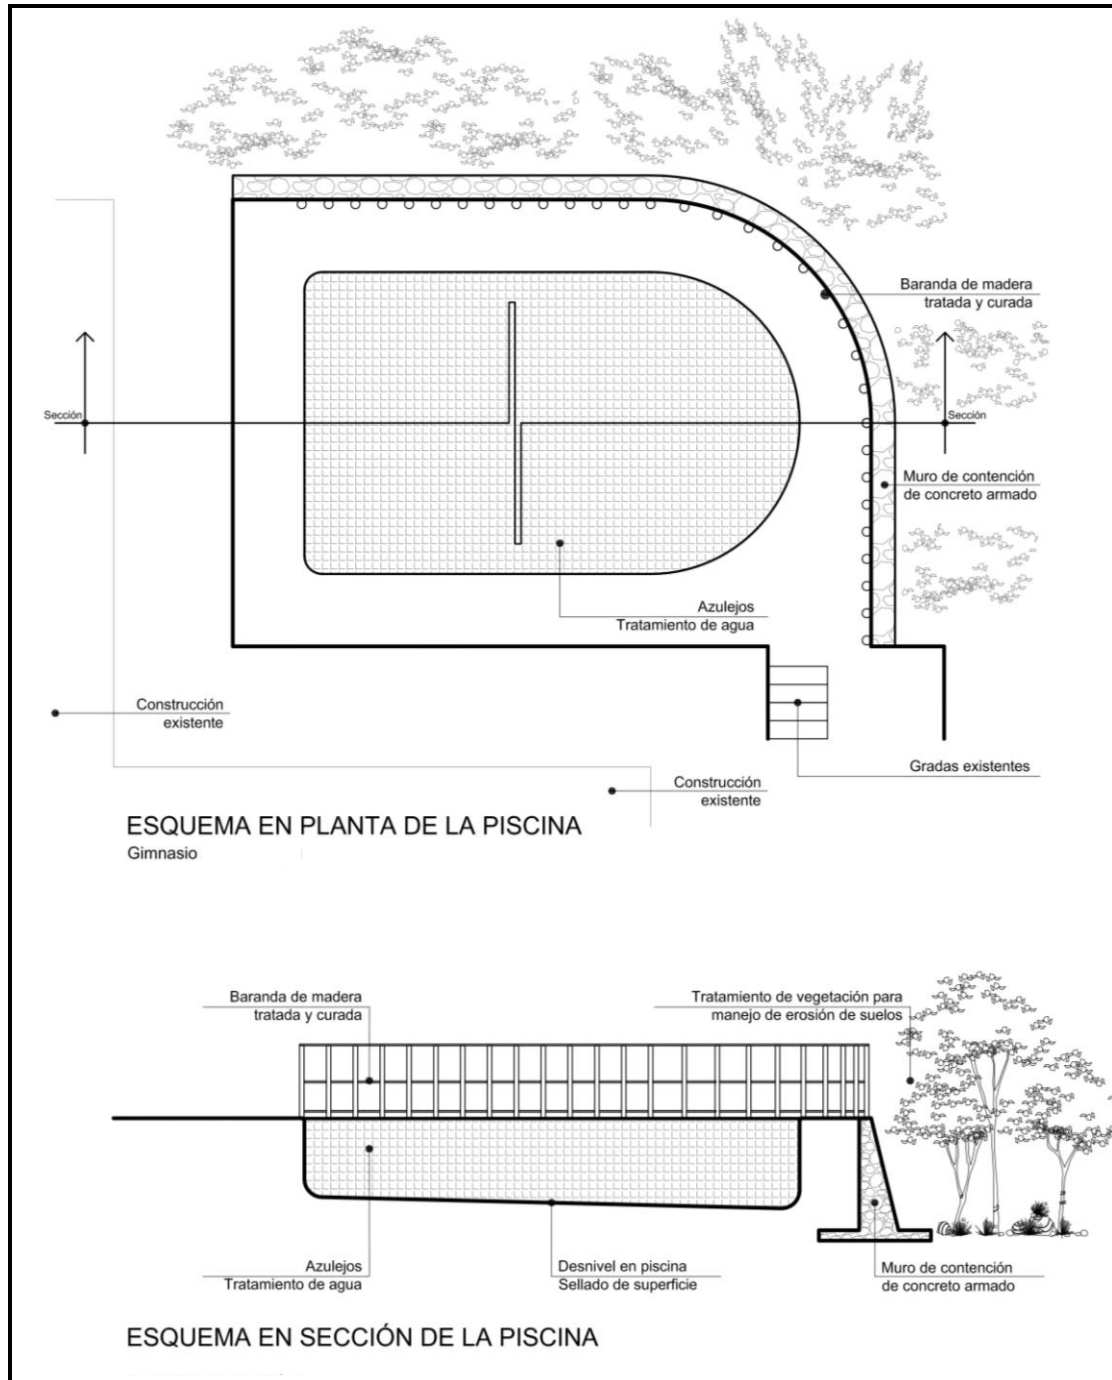 Baranda de madera
tratada y curada
Sección
Sección
Muro de contención
de concreto armado
Azulejos
Tratamiento de agua
Construcción
existente
Gradas existentes
Construcción
existente
ESQUEMA EN PLANTA DE LA PISCINA
Gimnasio
Baranda de madera
tratada y curada
Tratamiento de vegetación para
manejo de erosión de suelos
Azulejos
Tratamiento de agua
Desnivel en piscina
Sellado de superficie
Muro de contención
de concreto armado
ESQUEMA EN SECCIÓN DE LA PISCINA